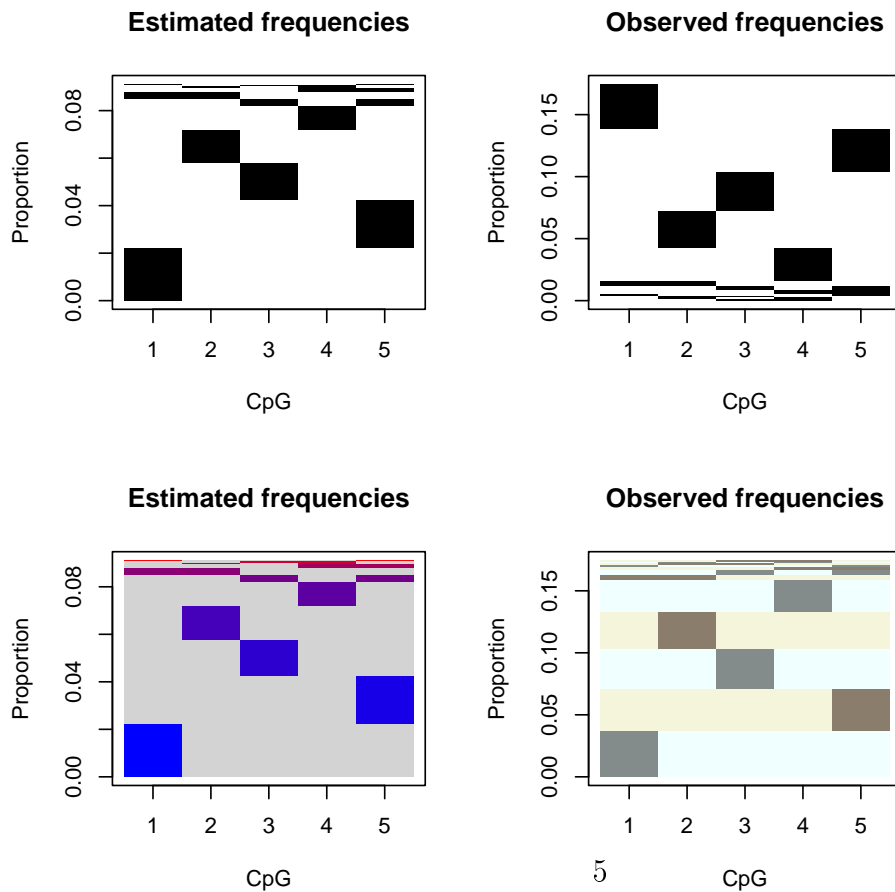 Estimated frequencies
Proportion
0.08
0.04
0.00
1 2 3 4 5
CpG
Observed frequencies
Proportion
0.15
0.10
0.05
0.00
1 2 3 4 5
CpG
Estimated frequencies
Proportion
0.08
0.04
0.00
1 2 3 4 5
CpG
Observed frequencies
Proportion
0.15
0.10
0.05
0.00
1 2 3 4 5
CpG
5